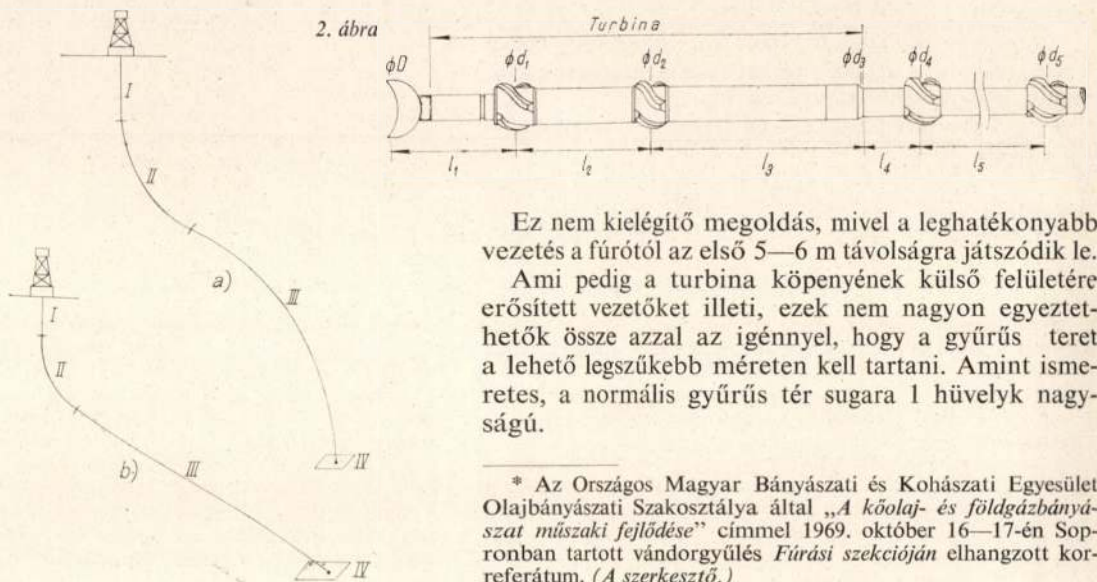 2. ábra
Turbina
ϕD
ϕd₁
ϕd₂
ϕd₃
ϕd₄
ϕd₅
l₁
l₂
l₃
l₄
l₅
I
II
a)
III
IV
I
II
b)
III
IV
Ez nem kielégítő megoldás, mivel a leghatékonyabb
vezetés a fúrótól az első 5—6 m távolságra játszódik le.
Ami pedig a turbina köpenyének külső felületére
erősített vezetőket illeti, ezek nem nagyon egyeztet-
hetők össze azzal az igénnyel, hogy a gyűrűs teret
a lehető legszűkebb méreten kell tartani. Amint isme-
retes, a normális gyűrűs tér sugara 1 hüvelyk nagy-
ságú.
* Az Országos Magyar Bányászati és Kohászati Egyesület
Olajbányászati Szakosztálya által „A kőolaj- és földgázbányá-
szat műszaki fejlődése” címmel 1969. október 16—17-én Sop-
ronban tartott vándorgyűlés Fúrási szekcióján elhangzott kor-
referátum. (A szerkesztő.)